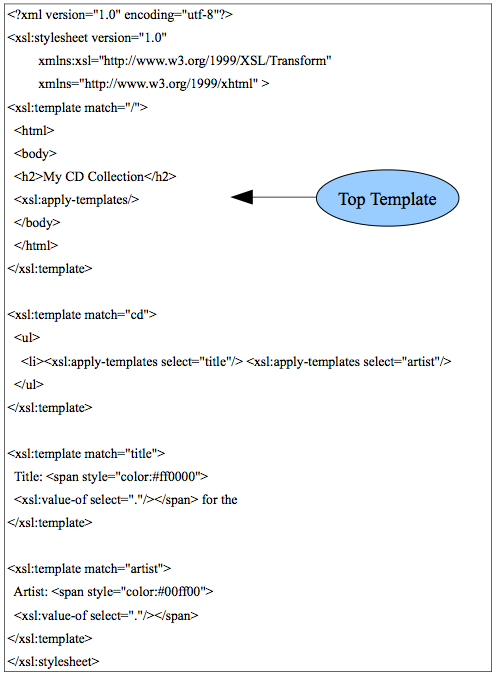 <?xml version="1.0" encoding="utf-8"?>
<xsl:stylesheet version="1.0"
xmlns:xsl="http://www.w3.org/1999/XSL/Transform"
xmlns="http://www.w3.org/1999/xhtml" >
<xsl:template match="/">
<html>
<body>
<h2>My CD Collection</h2>
<xsl:apply-templates/>
Top Template
</body>
</html>
</xsl:template>
<xsl:template match="cd">
<ul>
<li><xsl:apply-templates select="title"/> <xsl:apply-templates select="artist"/>
</ul>
</xsl:template>
<xsl:template match="title">
Title: <span style="color:#ff0000">
<xsl:value-of select="."/></span> for the
</xsl:template>
<xsl:template match="artist">
Artist: <span style="color:#00ff00">
<xsl:value-of select="."/></span>
</xsl:template>
</xsl:stylesheet>